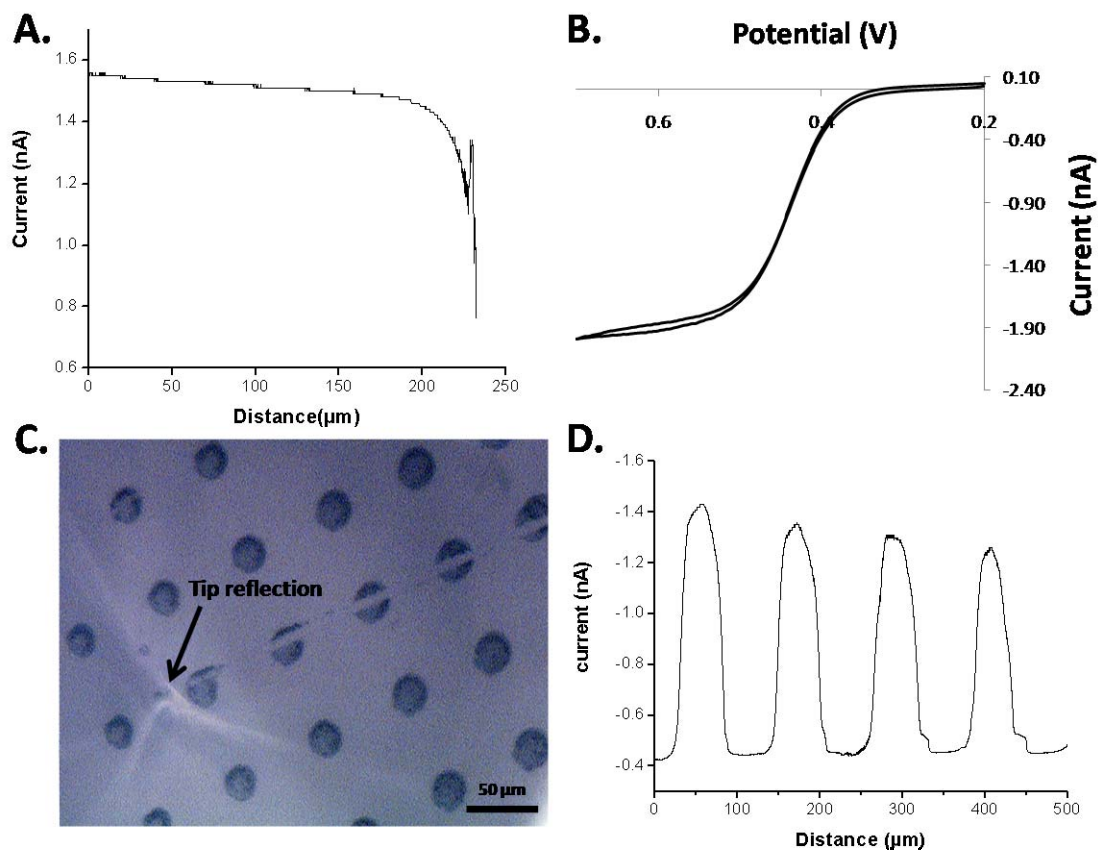 A.
1.6
1.4
1.2
1.0
0.8
0.6
0 50 100 150 200 250
Current (nA)
Distance(µm)
B.
Potential (V)
0.6 0.4 0.2
0.10
-0.40
-0.90
-1.40
-1.90
-2.40
Current (nA)
C.
Tip reflection
50 µm
D.
-1.6
-1.4
-1.2
-1.0
-0.8
-0.6
-0.4
0 100 200 300 400 500
current (nA)
Distance (µm)